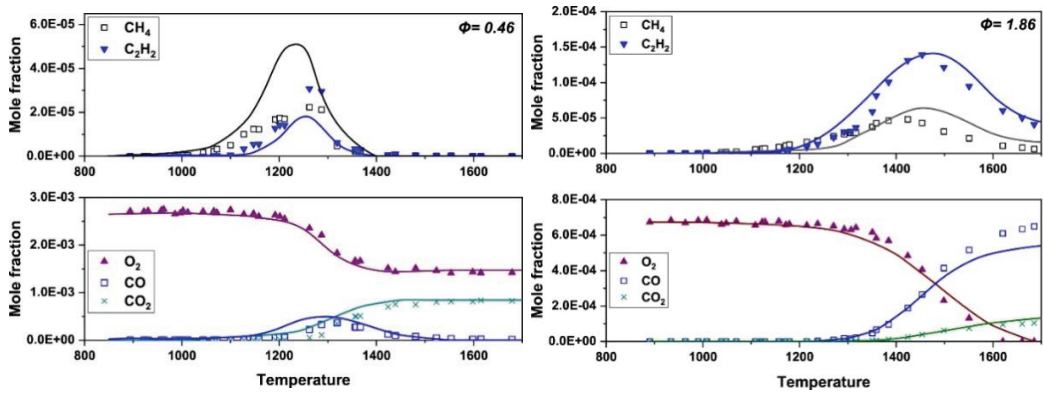 6.0E-05
4.0E-05
2.0E-05
0.0E+00
Mole fraction
CH₄
C₂H₂
Φ= 0.46
800
1000
1200
1400
1600
2.0E-04
1.5E-04
1.0E-04
5.0E-05
0.0E+00
Mole fraction
CH₄
C₂H₂
Φ= 1.86
800
1000
1200
1400
1600
3.0E-03
2.0E-03
1.0E-03
0.0E+00
Mole fraction
O₂
CO
CO₂
800
1000
1200
1400
1600
Temperature
8.0E-04
6.0E-04
4.0E-04
2.0E-04
0.0E+00
Mole fraction
O₂
CO
CO₂
800
1000
1200
1400
1600
Temperature